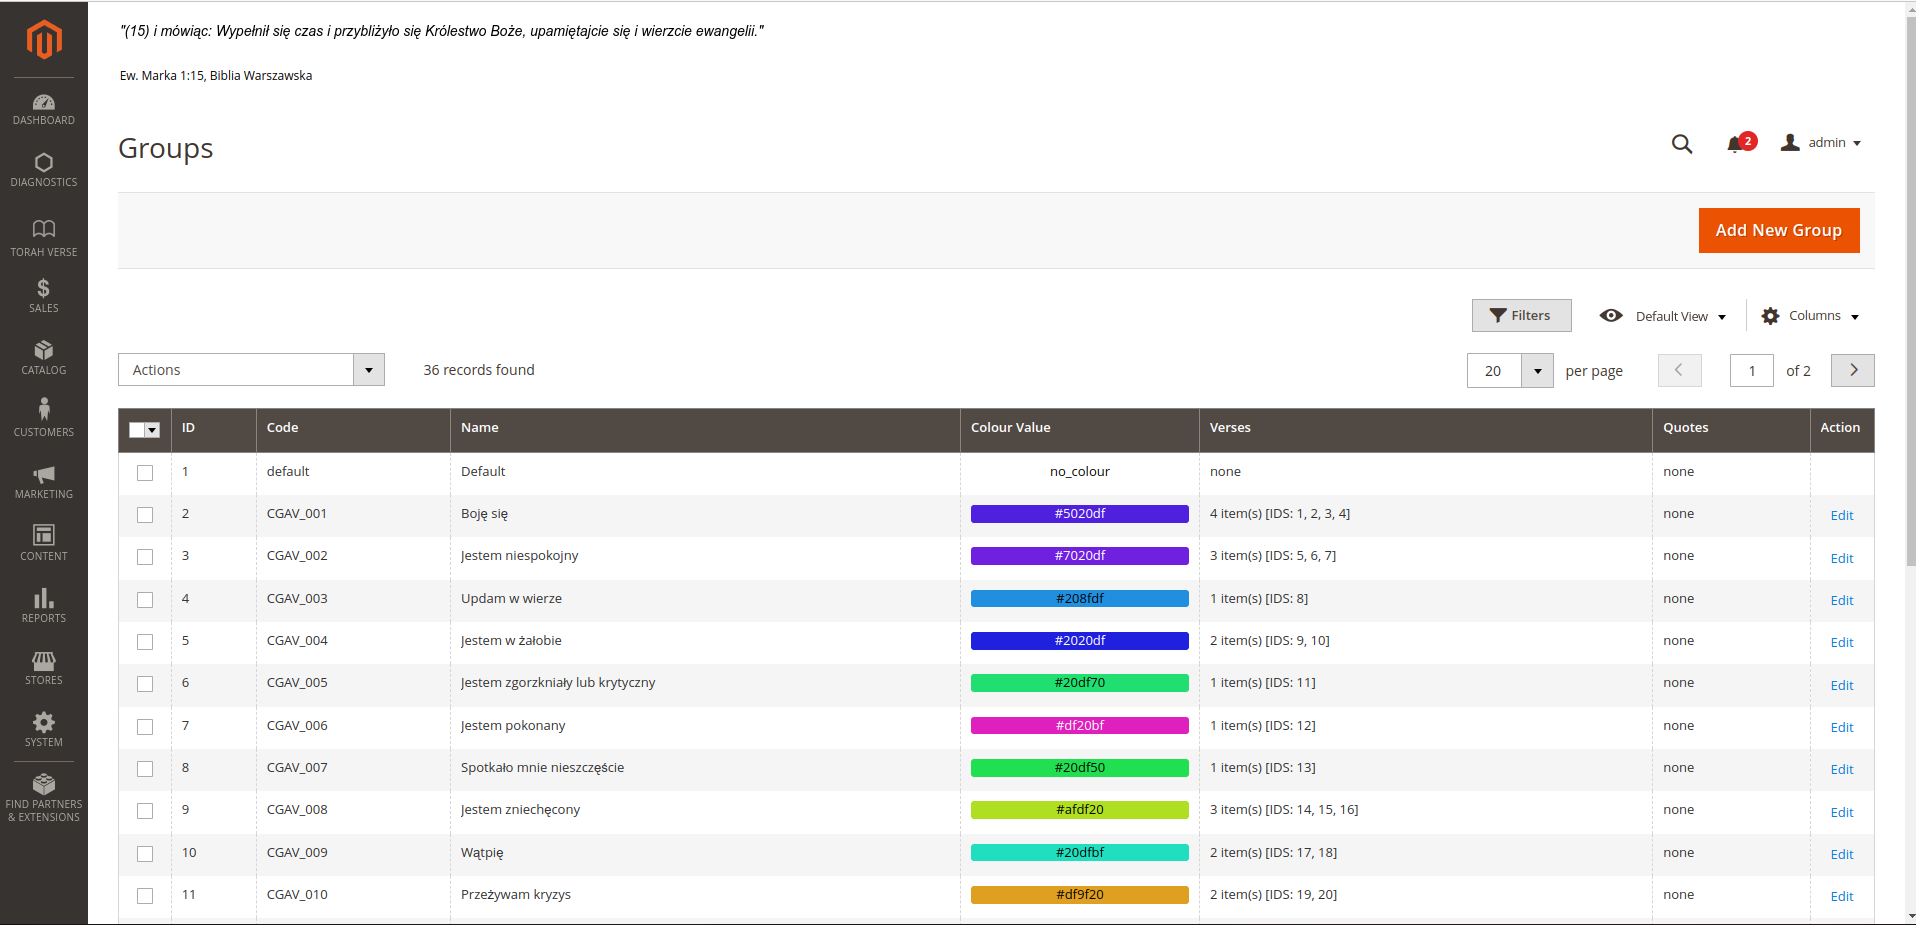 "(15) i mówiąc: Wypełnił się czas i przybliżyło się Królestwo Boże, upamiętajcie się i wierzcie ewangelii."
Ew. Marka 1:15, Biblia Warszawska
DASHBOARD
DIAGNOSTICS
TORAH VERSE
SALES
CATALOG
CUSTOMERS
MARKETING
CONTENT
REPORTS
STORES
SYSTEM
FIND PARTNERS
& EXTENSIONS
Groups
2
admin
Add New Group
Filters
Default View
Columns
Actions
36 records found
20 per page
1 of 2
ID Code Name Colour Value Verses Quotes Action
1 default Default no_colour none none
2 CGAV_001 Boję się #5020df 4 item(s) [IDS: 1, 2, 3, 4] none Edit
3 CGAV_002 Jestem niespokojny #7020df 3 item(s) [IDS: 5, 6, 7] none Edit
4 CGAV_003 Updam w wierze #208fdf 1 item(s) [IDS: 8] none Edit
5 CGAV_004 Jestem w żałobie #2020df 2 item(s) [IDS: 9, 10] none Edit
6 CGAV_005 Jestem zgorzkniały lub krytyczny #20df70 1 item(s) [IDS: 11] none Edit
7 CGAV_006 Jestem pokonany #df20bf 1 item(s) [IDS: 12] none Edit
8 CGAV_007 Spotkało mnie nieszczęście #20df50 1 item(s) [IDS: 13] none Edit
9 CGAV_008 Jestem zniechęcony #afdf20 3 item(s) [IDS: 14, 15, 16] none Edit
10 CGAV_009 Wątpię #20dfbf 2 item(s) [IDS: 17, 18] none Edit
11 CGAV_010 Przeżywam kryzys #df9f20 2 item(s) [IDS: 19, 20] none Edit